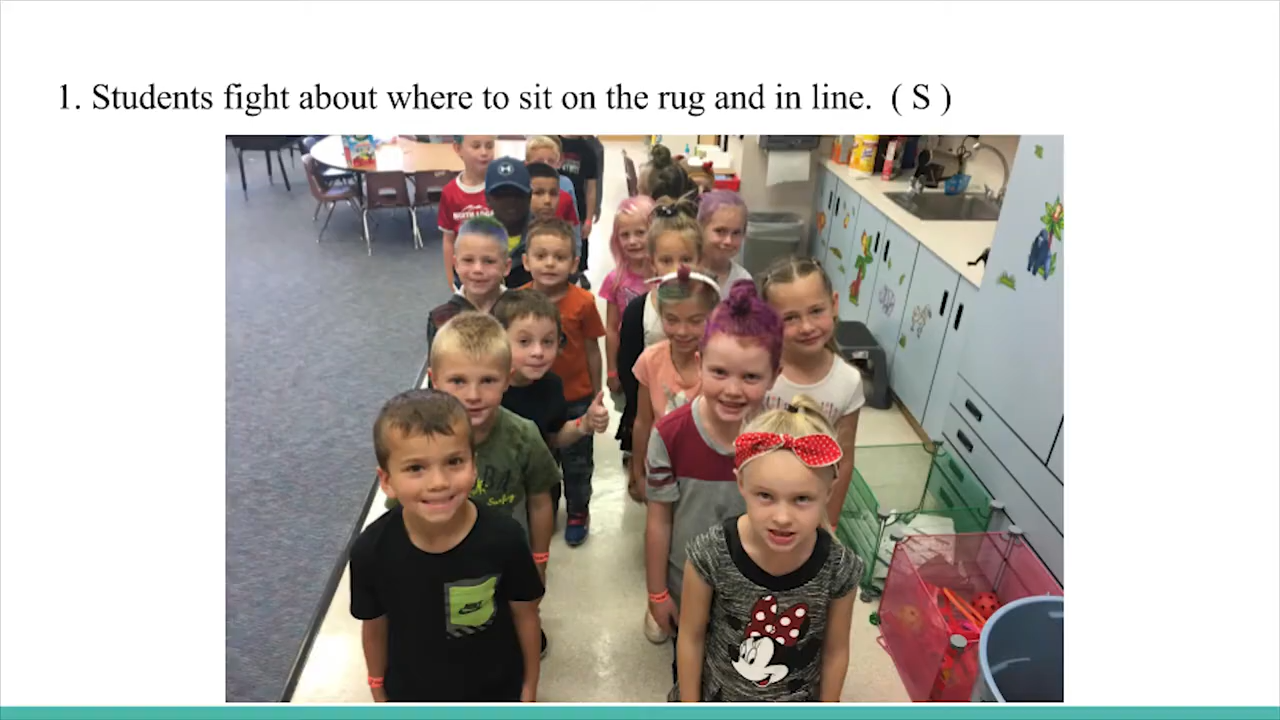 1. Students fight about where to sit on the rug and in line. ( S )